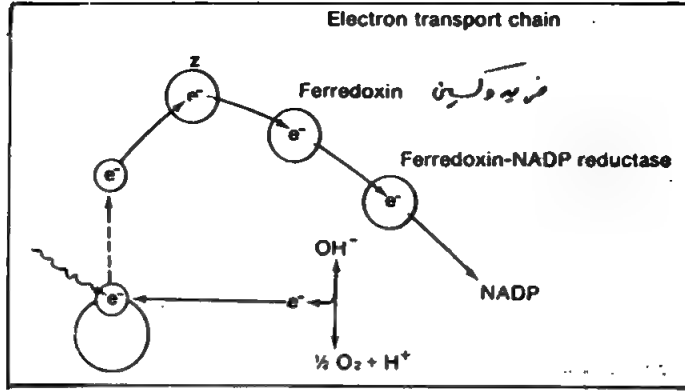 Electron transport chain
z
e⁻
Ferredoxin
e⁻
e⁻
Ferredoxin-NADP reductase
e⁻
e⁻
OH⁻
e⁻
e⁻
NADP
½ O₂ + H⁺